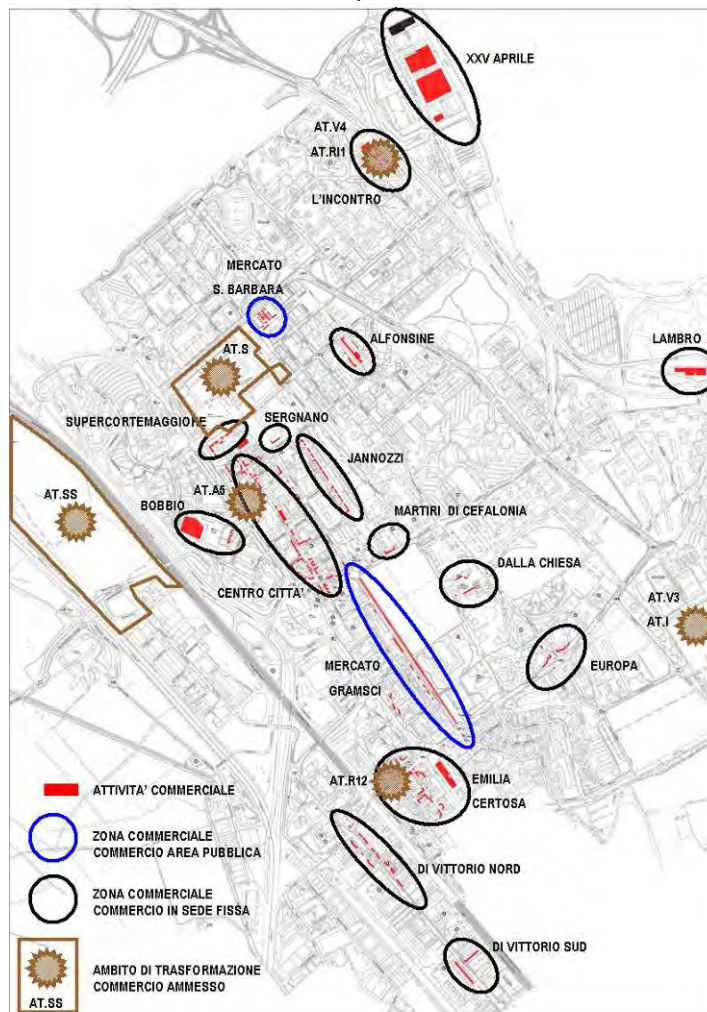 XXV APRILE
AT.V4
AT.RI1
L'INCONTRO
MERCATO
S. BARBARA
ALFONSINE
LAMBRO
AT.S
SUPERCORTEMAGGIORE
SERGNANO
JANNOZZI
AT.SS
AT.A5
BOBBIO
MARTIRI DI CEFALONIA
CENTRO CITTA'
DALLA CHIESA
AT.V3
AT.I
MERCATO
GRAMSCI
EUROPA
AT.R12
EMILIA
CERTOSA
ATTIVITA' COMMERCIALE
ZONA COMMERCIALE
COMMERCIO AREA PUBBLICA
DI VITTORIO NORD
ZONA COMMERCIALE
COMMERCIO IN SEDE FISSA
DI VITTORIO SUD
AMBITO DI TRASFORMAZIONE
COMMERCIO AMMESSO
AT.SS